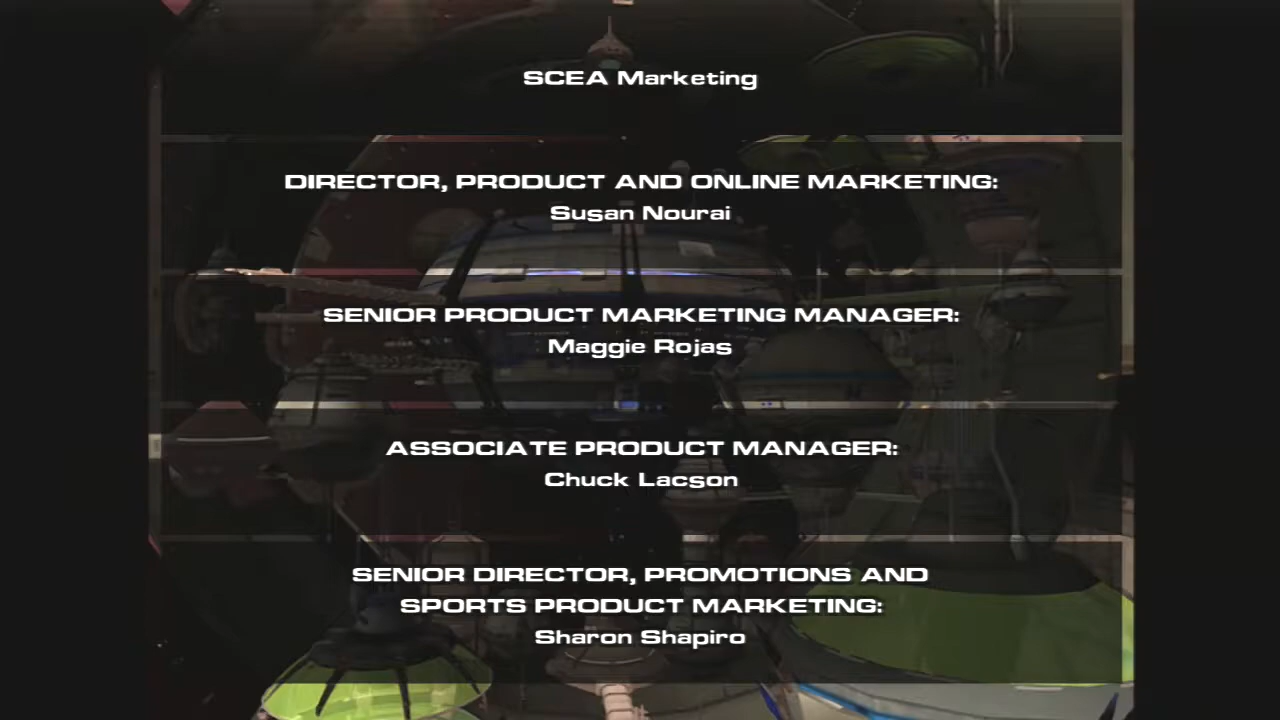 SCEA Marketing
DIRECTOR, PRODUCT AND ONLINE MARKETING:
Susan Nourai
SENIOR PRODUCT MARKETING MANAGER:
Maggie Rojas
ASSOCIATE PRODUCT MANAGER:
Chuck Lacson
SENIOR DIRECTOR, PROMOTIONS AND
SPORTS PRODUCT MARKETING:
Sharon Shapiro